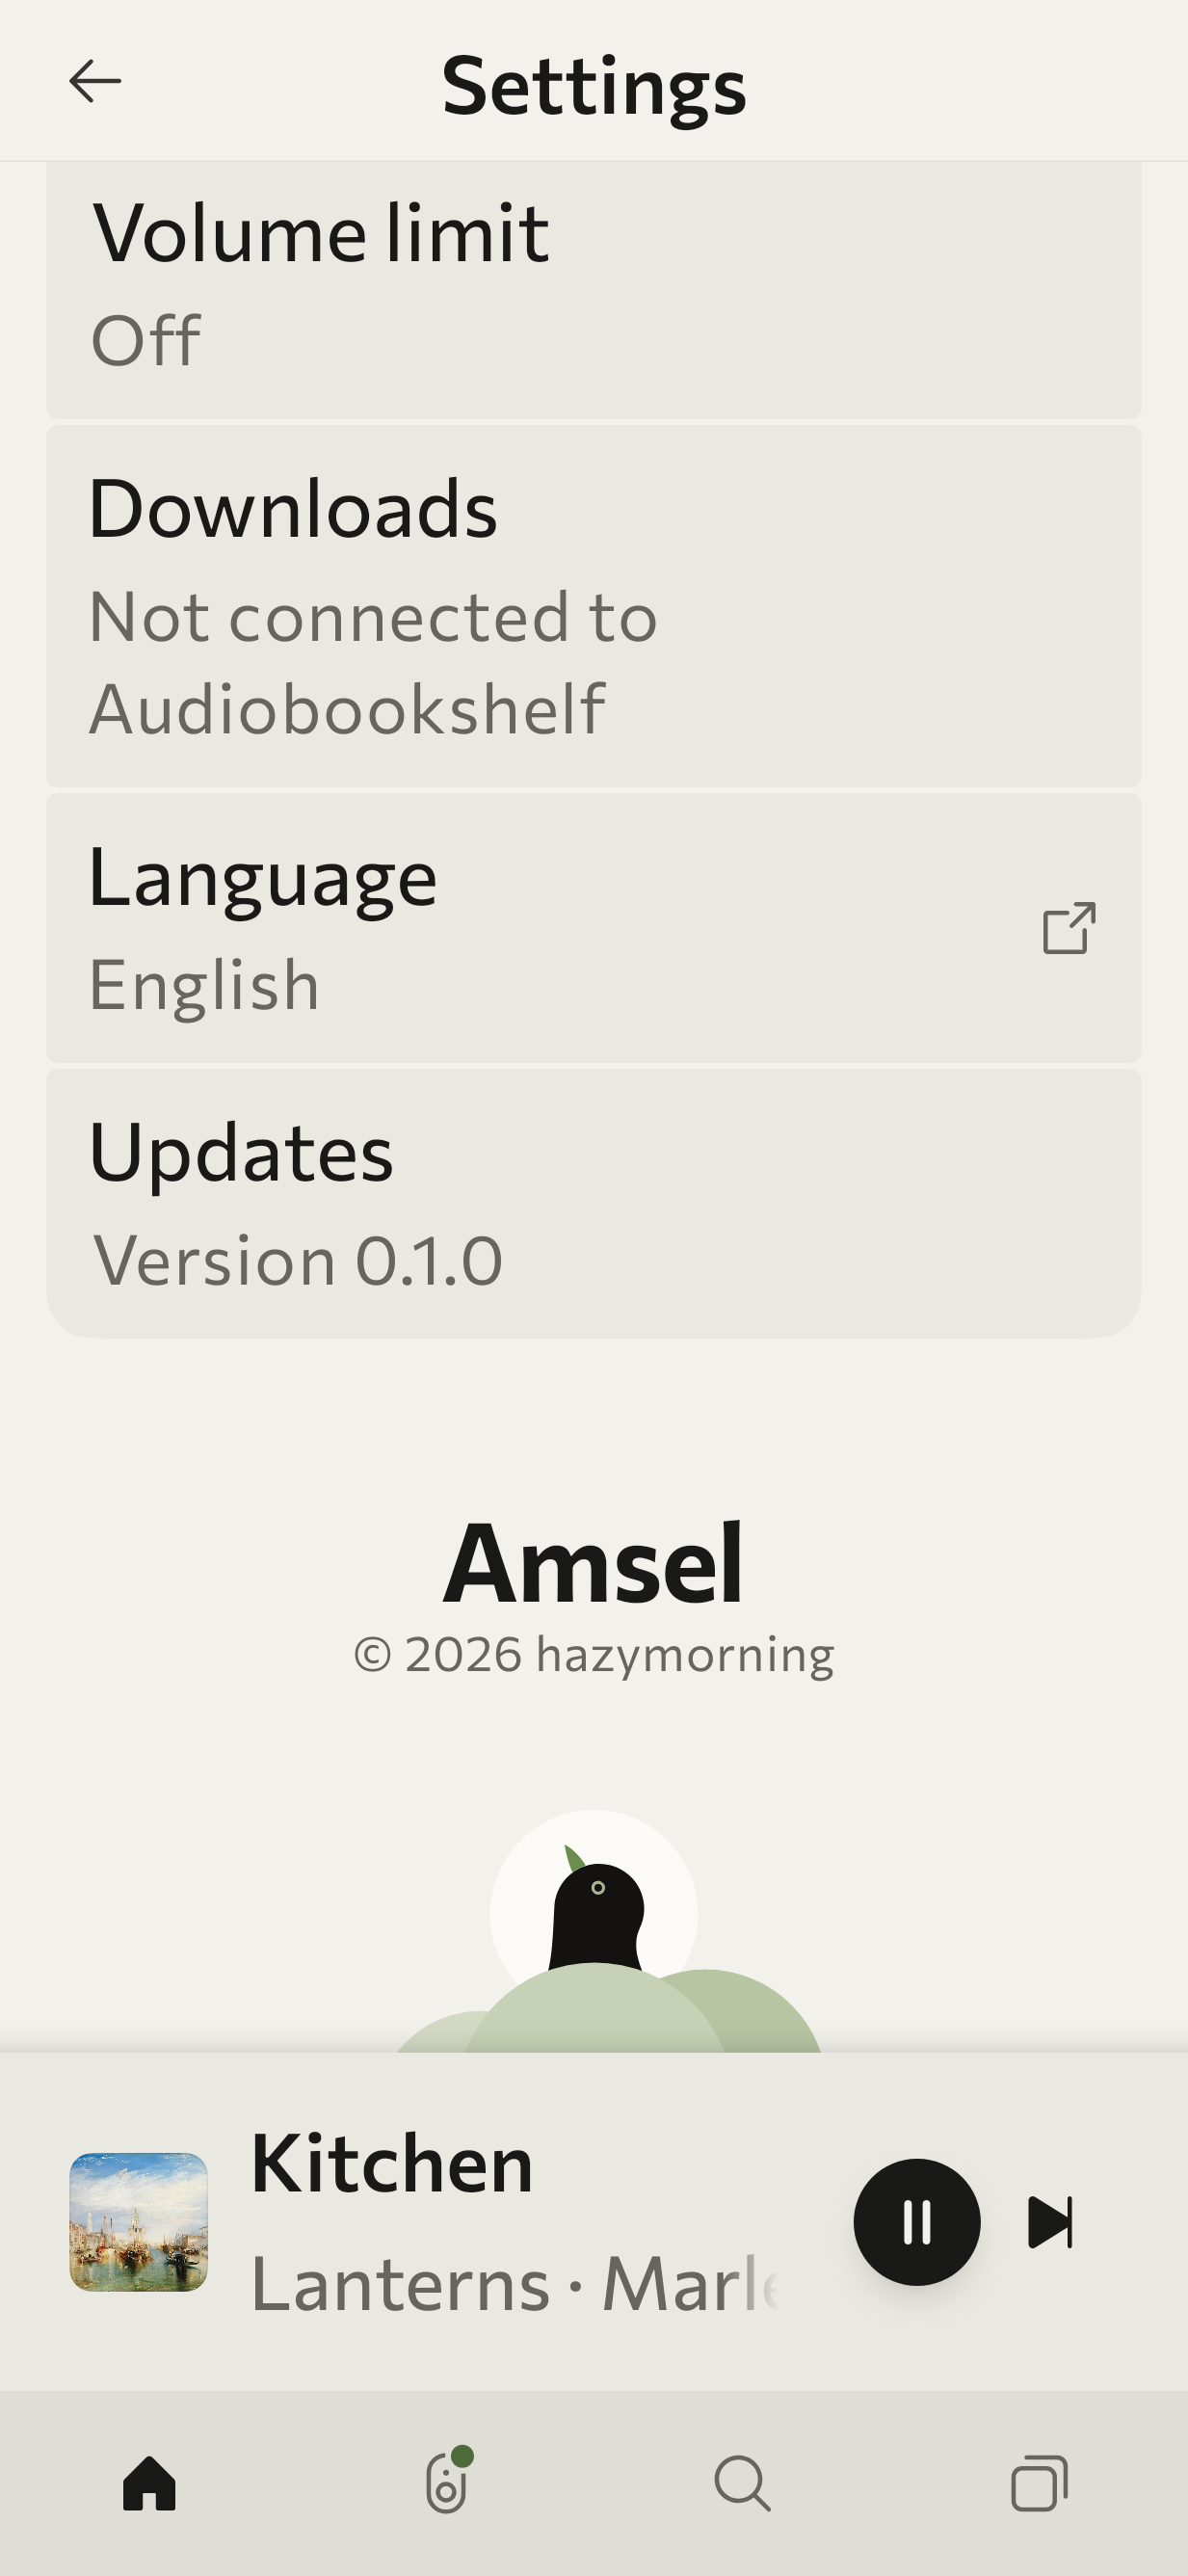 Settings
Volume limit
Off
Downloads
Not connected to
Audiobookshelf
Language
English
Updates
Version 0.1.0
Amsel
© 2026 hazymorning
Kitchen
Lanterns ·